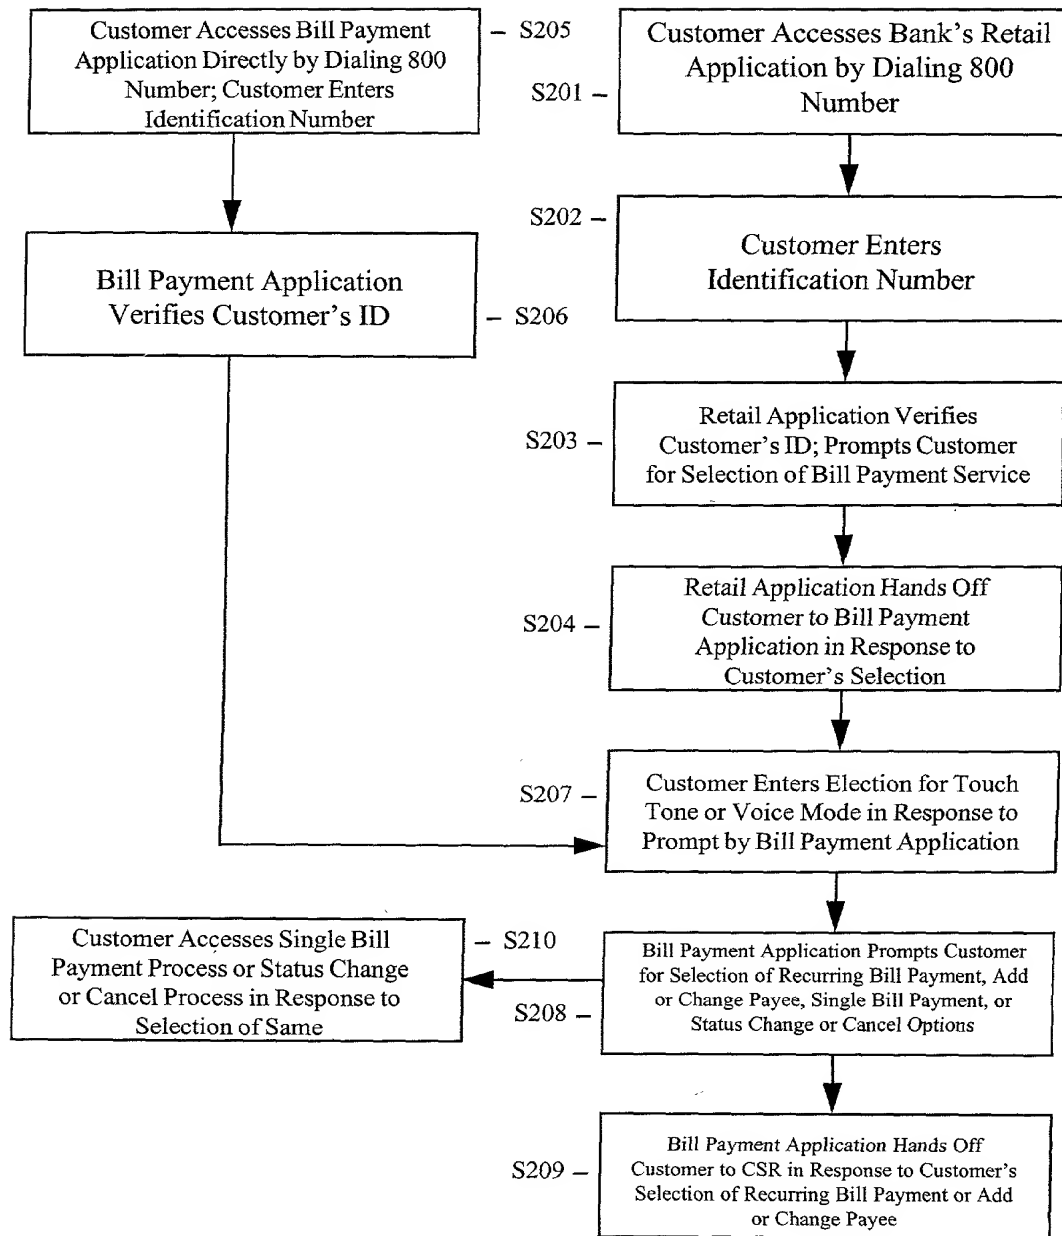 Customer Accesses Bill Payment
Application Directly by Dialing 800
Number; Customer Enters
Identification Number
– S205
Customer Accesses Bank's Retail
Application by Dialing 800
Number
S201 –
S202 –
Customer Enters
Identification Number
Bill Payment Application
Verifies Customer's ID
– S206
S203 –
Retail Application Verifies
Customer's ID; Prompts Customer
for Selection of Bill Payment Service
S204 –
Retail Application Hands Off
Customer to Bill Payment
Application in Response to
Customer's Selection
S207 –
Customer Enters Election for Touch
Tone or Voice Mode in Response to
Prompt by Bill Payment Application
Customer Accesses Single Bill
Payment Process or Status Change
or Cancel Process in Response to
Selection of Same
– S210
S208 –
Bill Payment Application Prompts Customer
for Selection of Recurring Bill Payment, Add
or Change Payee, Single Bill Payment, or
Status Change or Cancel Options
S209 –
Bill Payment Application Hands Off
Customer to CSR in Response to Customer's
Selection of Recurring Bill Payment or Add
or Change Payee